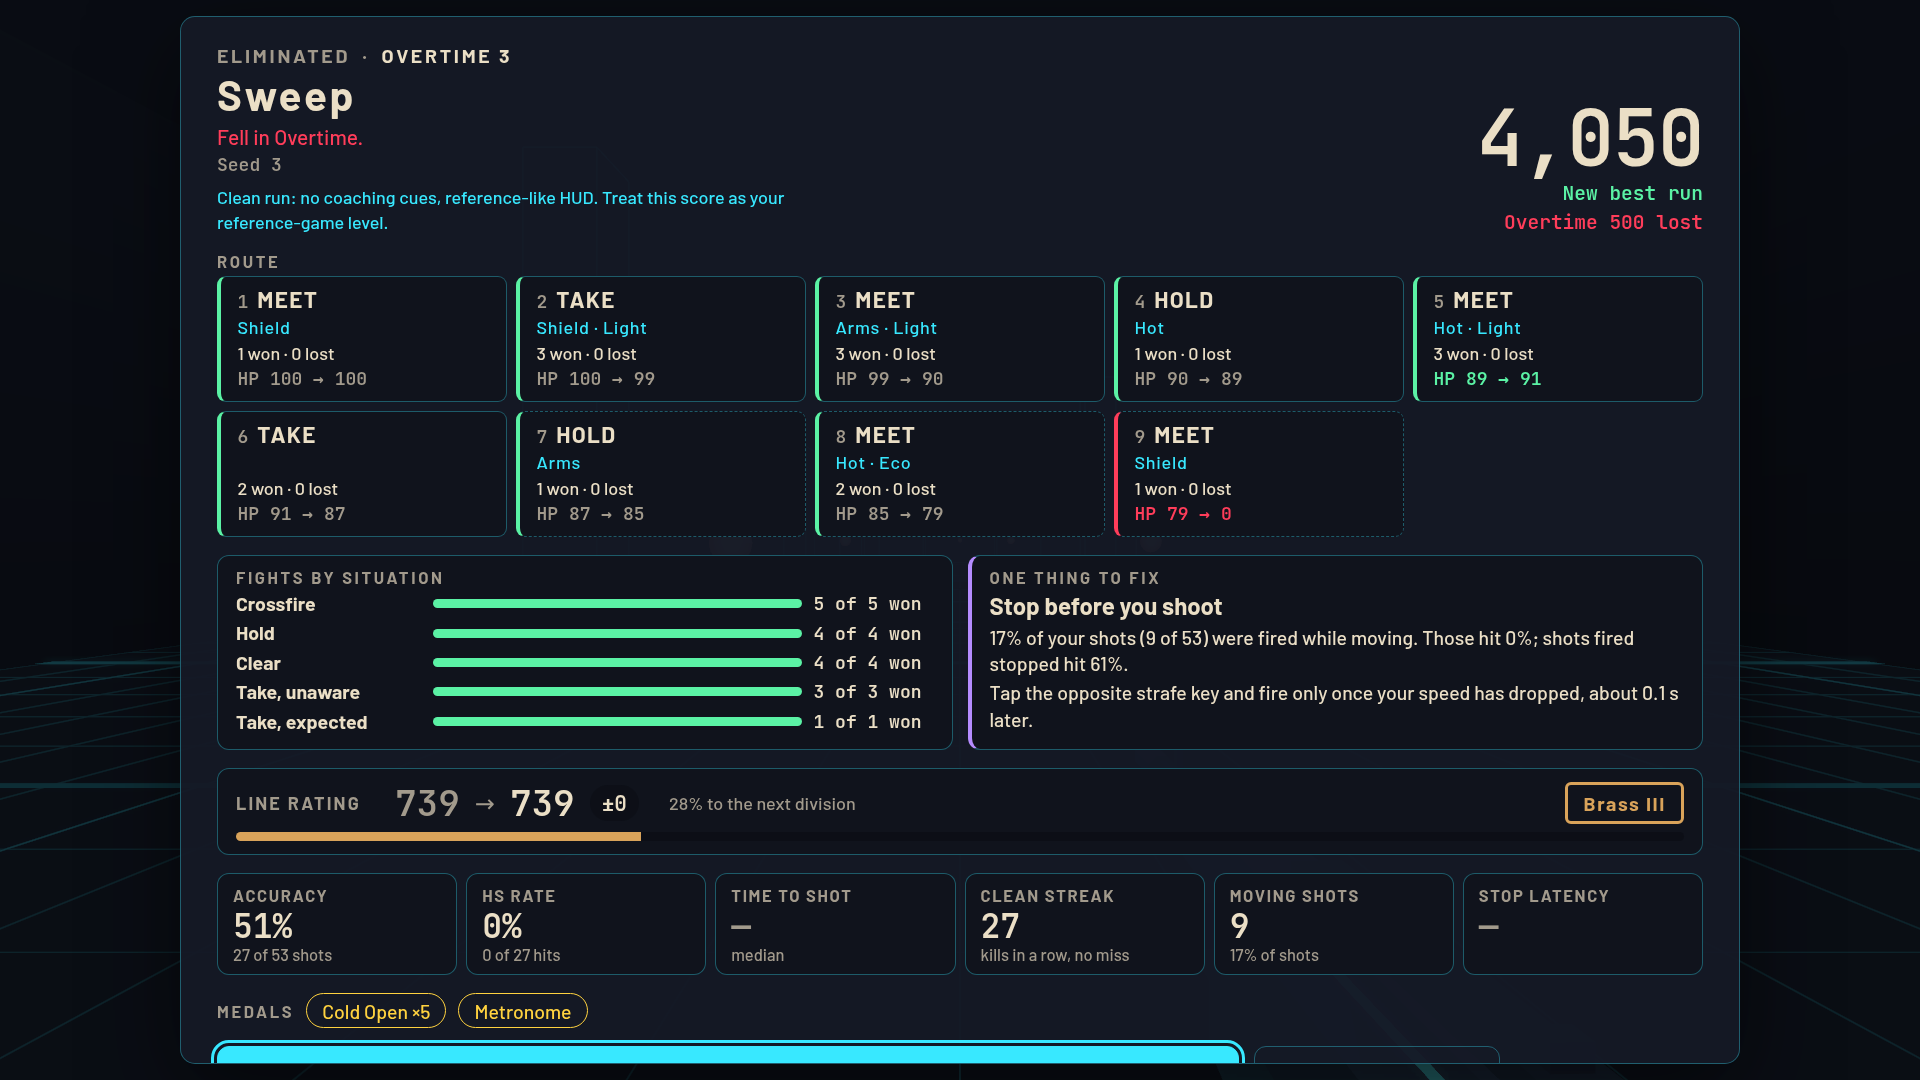 ELIMINATED · OVERTIME 3
Sweep
Fell in Overtime.
Seed 3
Clean run: no coaching cues, reference-like HUD. Treat this score as your
reference-game level.
4,050
New best run
Overtime 500 lost
ROUTE
1 MEET
Shield
1 won · 0 lost
HP 100 → 100
2 TAKE
Shield · Light
3 won · 0 lost
HP 100 → 99
3 MEET
Arms · Light
3 won · 0 lost
HP 99 → 90
4 HOLD
Hot
1 won · 0 lost
HP 90 → 89
5 MEET
Hot · Light
3 won · 0 lost
HP 89 → 91
6 TAKE
2 won · 0 lost
HP 91 → 87
7 HOLD
Arms
1 won · 0 lost
HP 87 → 85
8 MEET
Hot · Eco
2 won · 0 lost
HP 85 → 79
9 MEET
Shield
1 won · 0 lost
HP 79 → 0
FIGHTS BY SITUATION
Crossfire 5 of 5 won
Hold 4 of 4 won
Clear 4 of 4 won
Take, unaware 3 of 3 won
Take, expected 1 of 1 won
ONE THING TO FIX
Stop before you shoot
17% of your shots (9 of 53) were fired while moving. Those hit 0%; shots fired
stopped hit 61%.
Tap the opposite strafe key and fire only once your speed has dropped, about 0.1 s
later.
LINE RATING 739 → 739 ±0 28% to the next division Brass III
ACCURACY
51%
27 of 53 shots
HS RATE
0%
0 of 27 hits
TIME TO SHOT
—
median
CLEAN STREAK
27
kills in a row, no miss
MOVING SHOTS
9
17% of shots
STOP LATENCY
—
MEDALS Cold Open ×5 Metronome